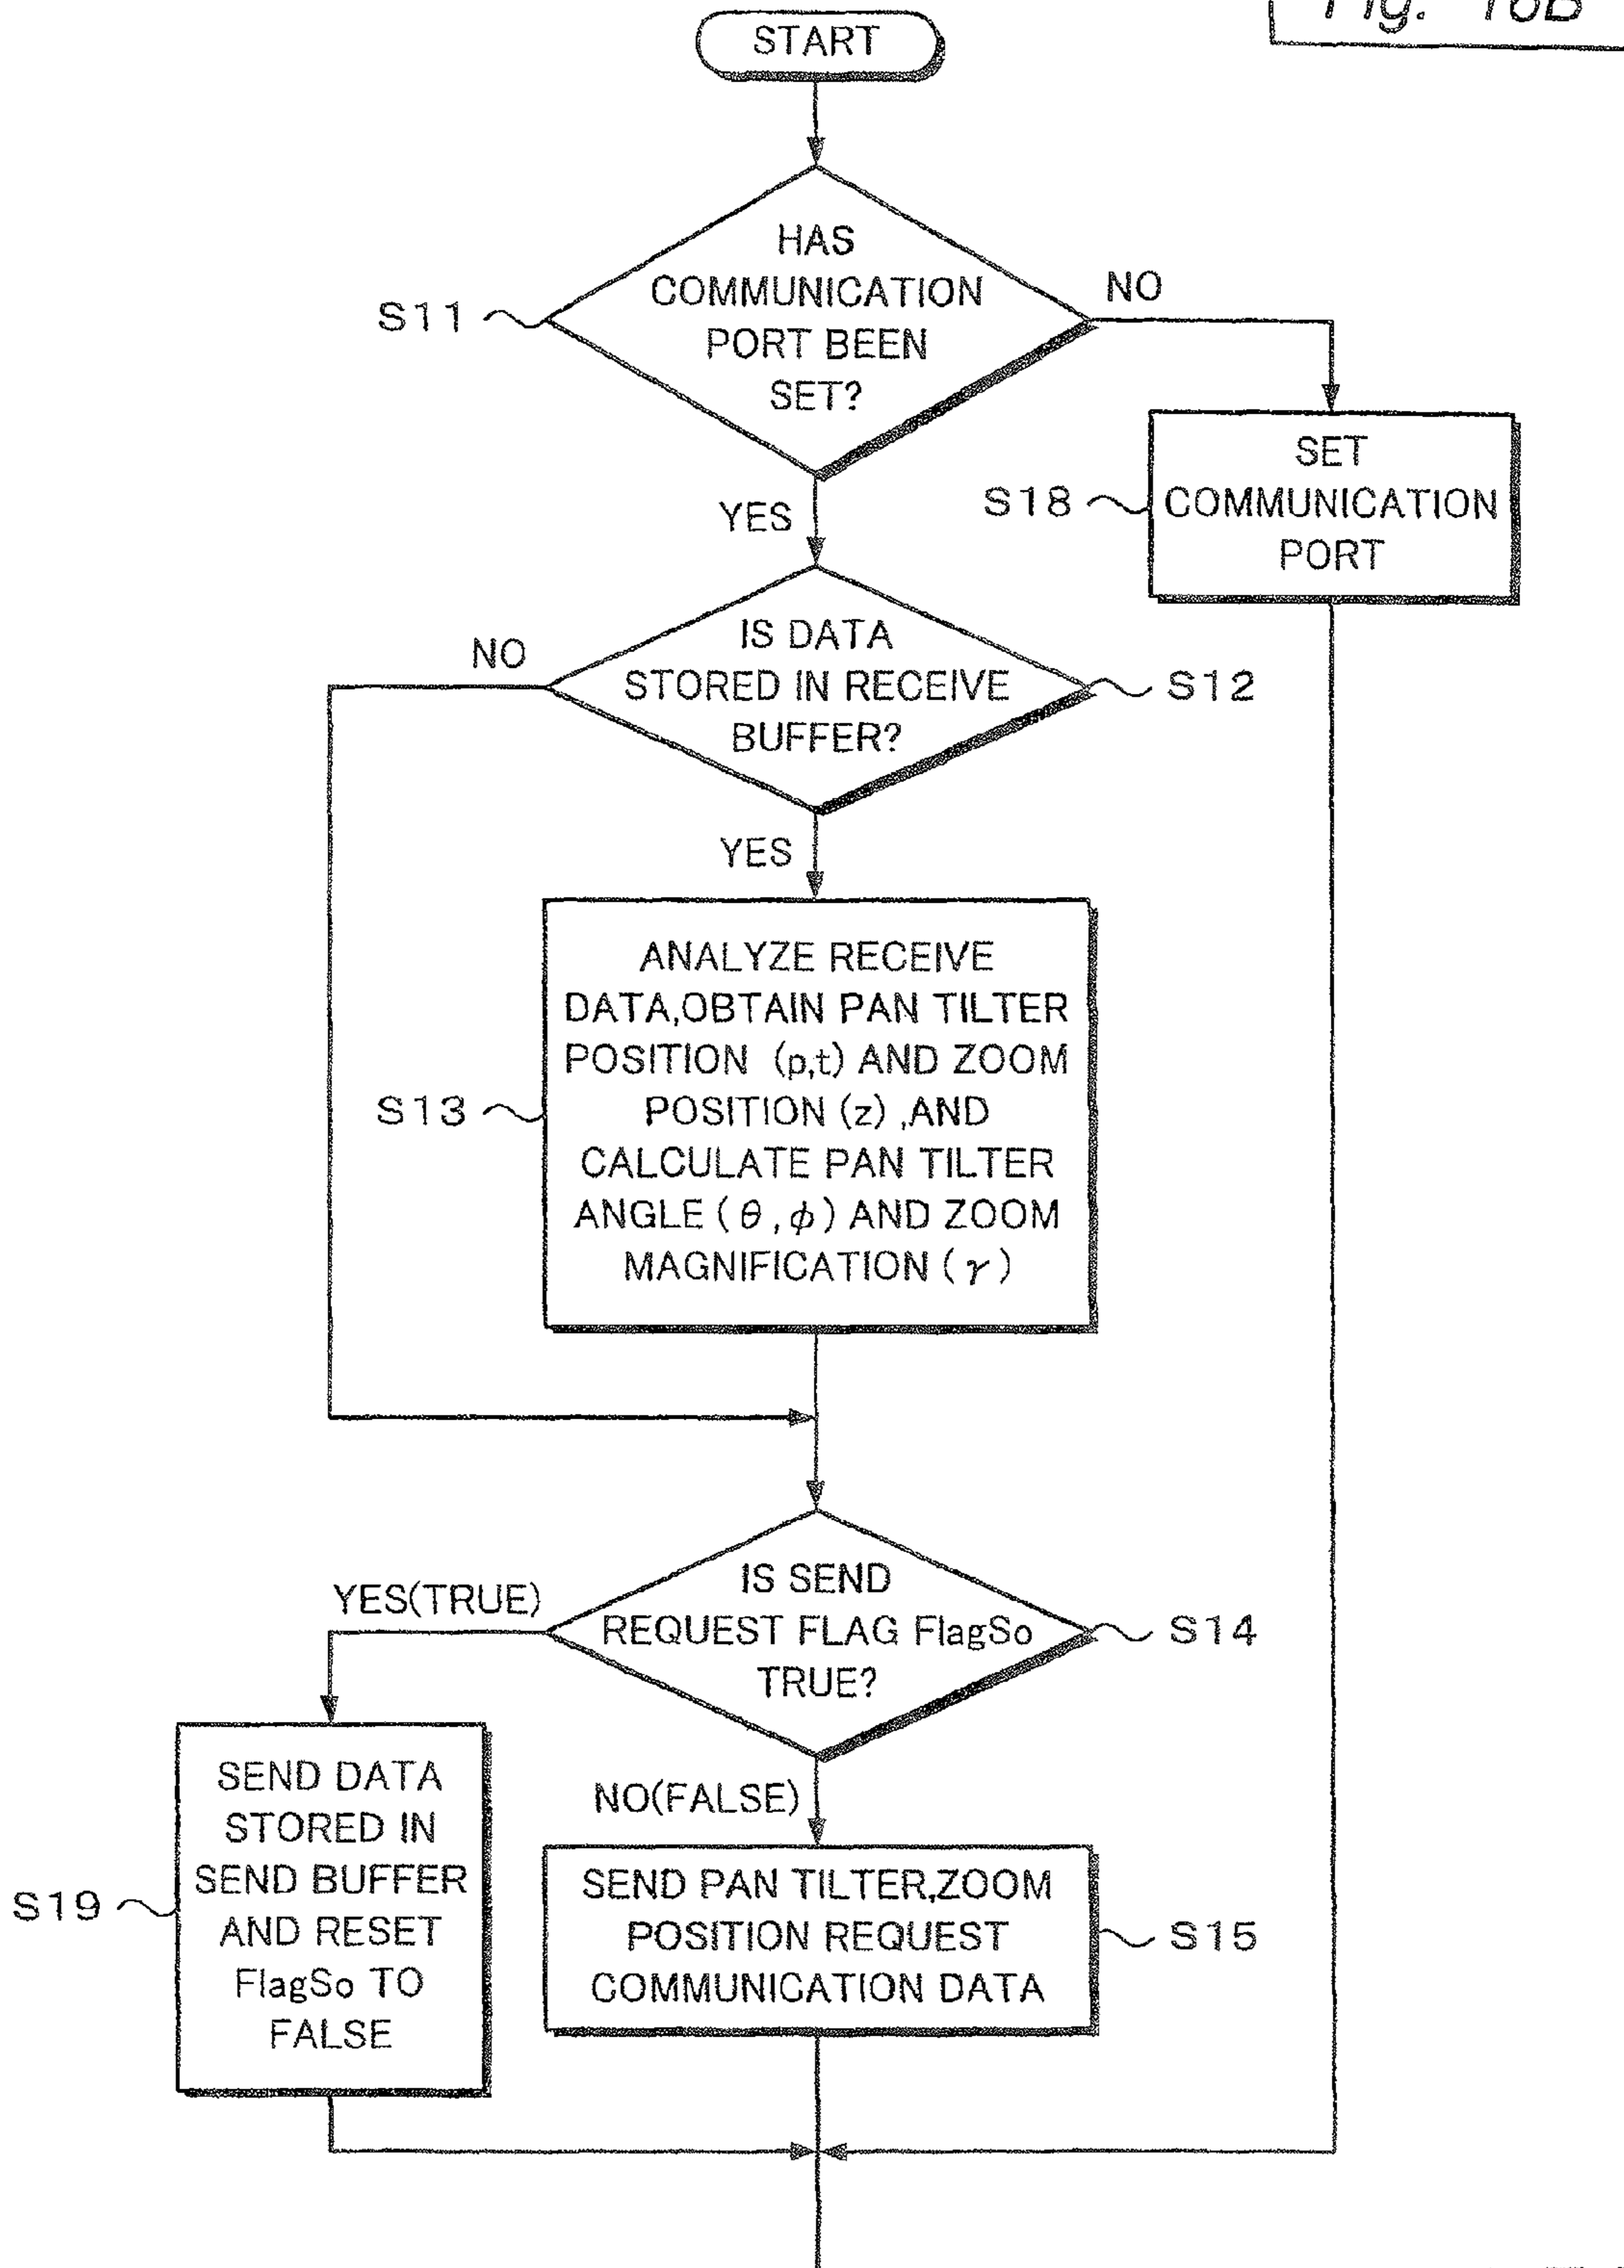 Fig. 16B
START
HAS
COMMUNICATION
PORT BEEN
SET?
S11
NO
SET
COMMUNICATION
PORT
S18
YES
IS DATA
STORED IN RECEIVE
BUFFER?
NO
S12
YES
ANALYZE RECEIVE
DATA,OBTAIN PAN TILTER
POSITION (p,t) AND ZOOM
POSITION (z) ,AND
CALCULATE PAN TILTER
ANGLE ( θ , ϕ ) AND ZOOM
MAGNIFICATION ( γ )
S13
IS SEND
REQUEST FLAG FlagSo
TRUE?
YES(TRUE)
S14
SEND DATA
STORED IN
SEND BUFFER
AND RESET
FlagSo TO
FALSE
S19
NO(FALSE)
SEND PAN TILTER,ZOOM
POSITION REQUEST
COMMUNICATION DATA
S15